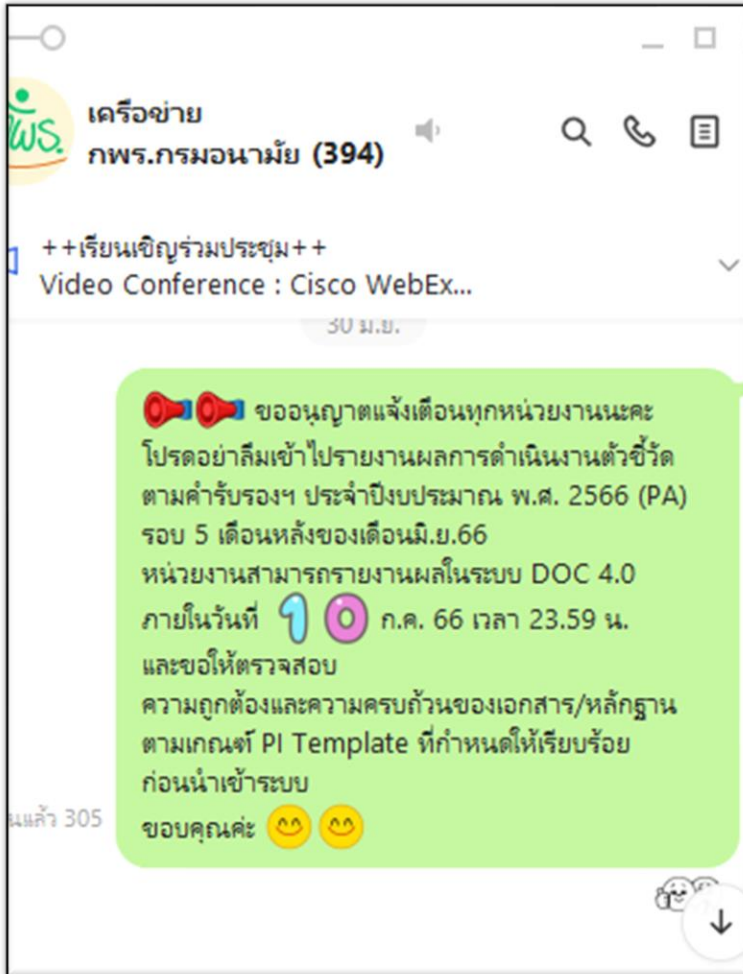 พร.
เครือข่าย
กพร.กรมอนามัย (394)
++เรียนเชิญร่วมประชุม++
Video Conference : Cisco WebEx...
30 มิ.ย.
ขออนุญาตแจ้งเตือนทุกหน่วยงานนะคะ
โปรดอย่าลืมเข้าไปรายงานผลการดำเนินงานตัวชี้วัด
ตามคำรับรองฯ ประจำปีงบประมาณ พ.ศ. 2566 (PA)
รอบ 5 เดือนหลังของเดือนมิ.ย.66
หน่วยงานสามารถรายงานผลในระบบ DOC 4.0
ภายในวันที่ 10 ก.ค. 66 เวลา 23.59 น.
และขอให้ตรวจสอบ
ความถูกต้องและความครบถ้วนของเอกสาร/หลักฐาน
ตามเกณฑ์ PI Template ที่กำหนดให้เรียบร้อย
ก่อนนำเข้าระบบ
ขอบคุณค่ะ
นแล้ว 305